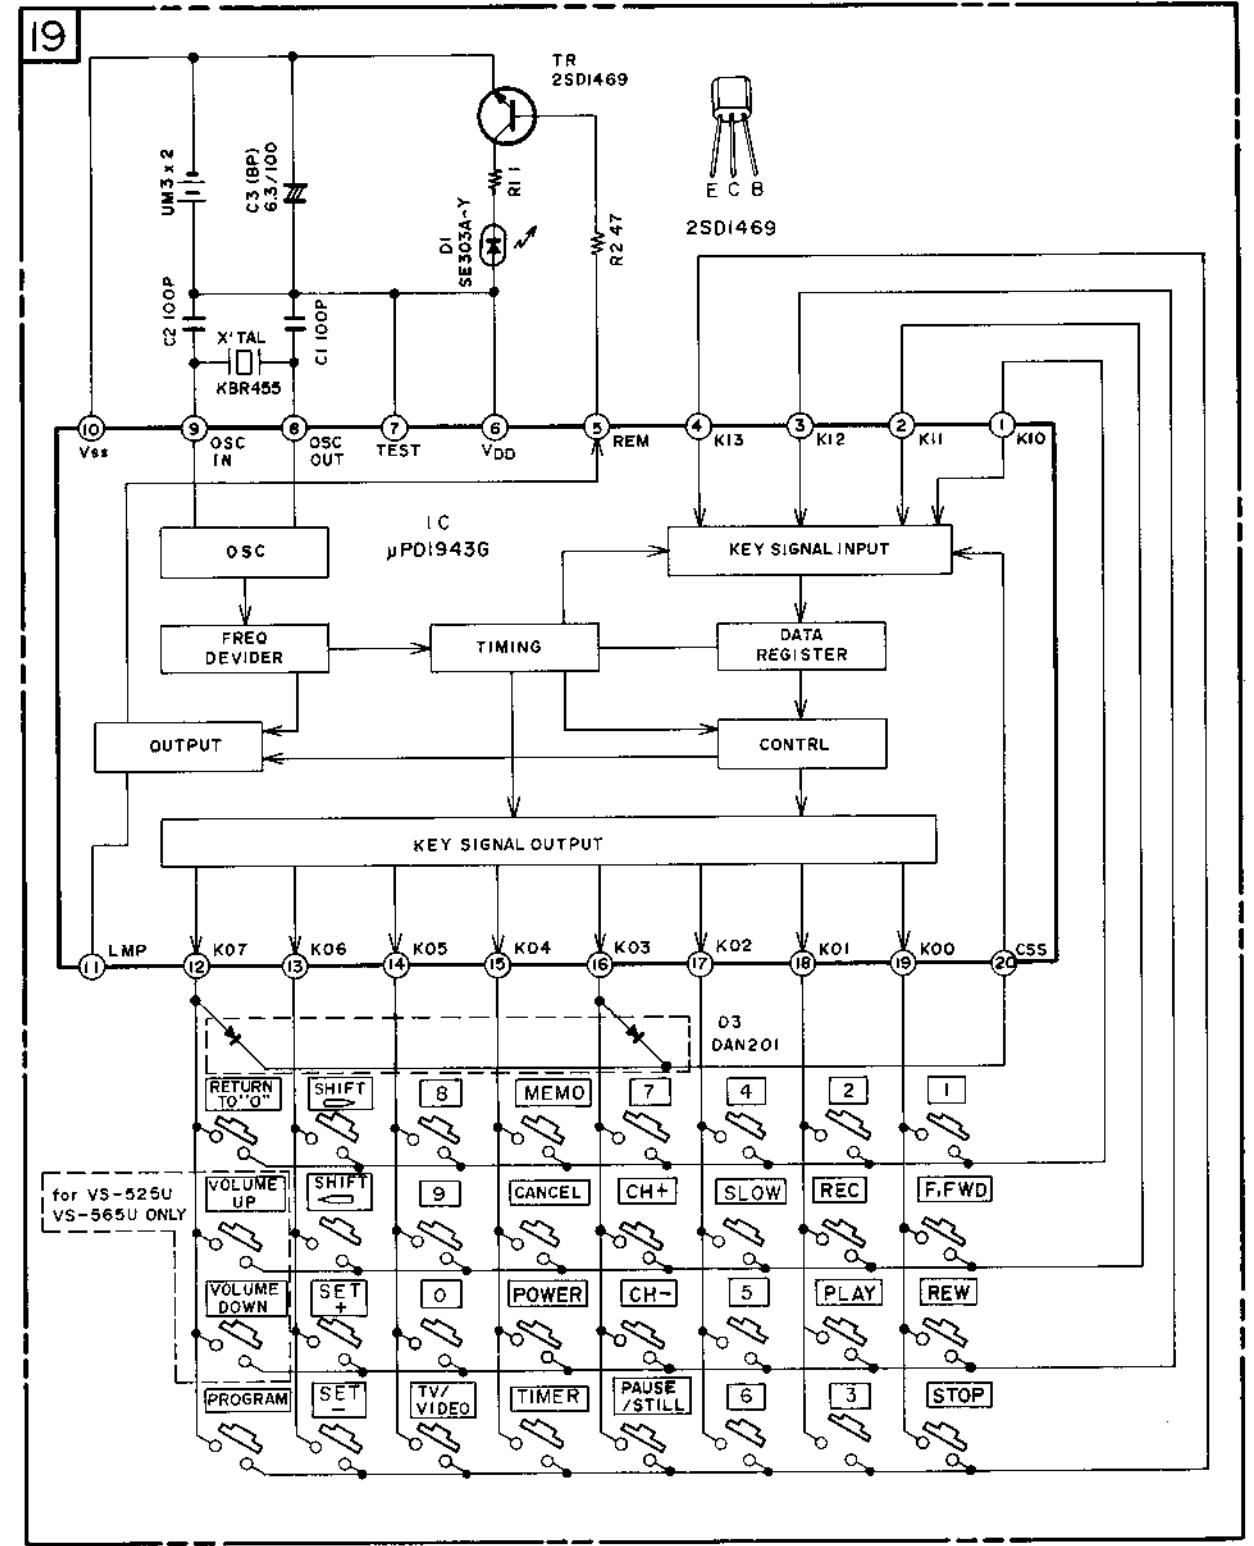 19
TR
2SD1469
UM3 x 2
C3 (BP)
6.3/100
R1 1
D1
SE303A-Y
R2 47
E C B
2SD1469
C2 100P
X'TAL
KBR455
C1 100P
10
9
8
7
6
5
4
3
2
1
Vss
OSC
IN
OSC
OUT
TEST
VDD
REM
K13
K12
K11
K10
IC
μPD1943G
OSC
KEY SIGNAL INPUT
FREQ
DEVIDER
TIMING
DATA
REGISTER
OUTPUT
CONTRL
KEY SIGNAL OUTPUT
LMP
K07
K06
K05
K04
K03
K02
K01
K00
CSS
11
12
13
14
15
16
17
18
19
20
D3
DAN201
RETURN
TO"0"
SHIFT
8
MEMO
7
4
2
1
for VS-525U
VS-565U ONLY
VOLUME
UP
SHIFT
9
CANCEL
CH+
SLOW
REC
F,FWD
VOLUME
DOWN
SET
+
0
POWER
CH-
5
PLAY
REW
PROGRAM
SET
-
TV/
VIDEO
TIMER
PAUSE
/STILL
6
3
STOP